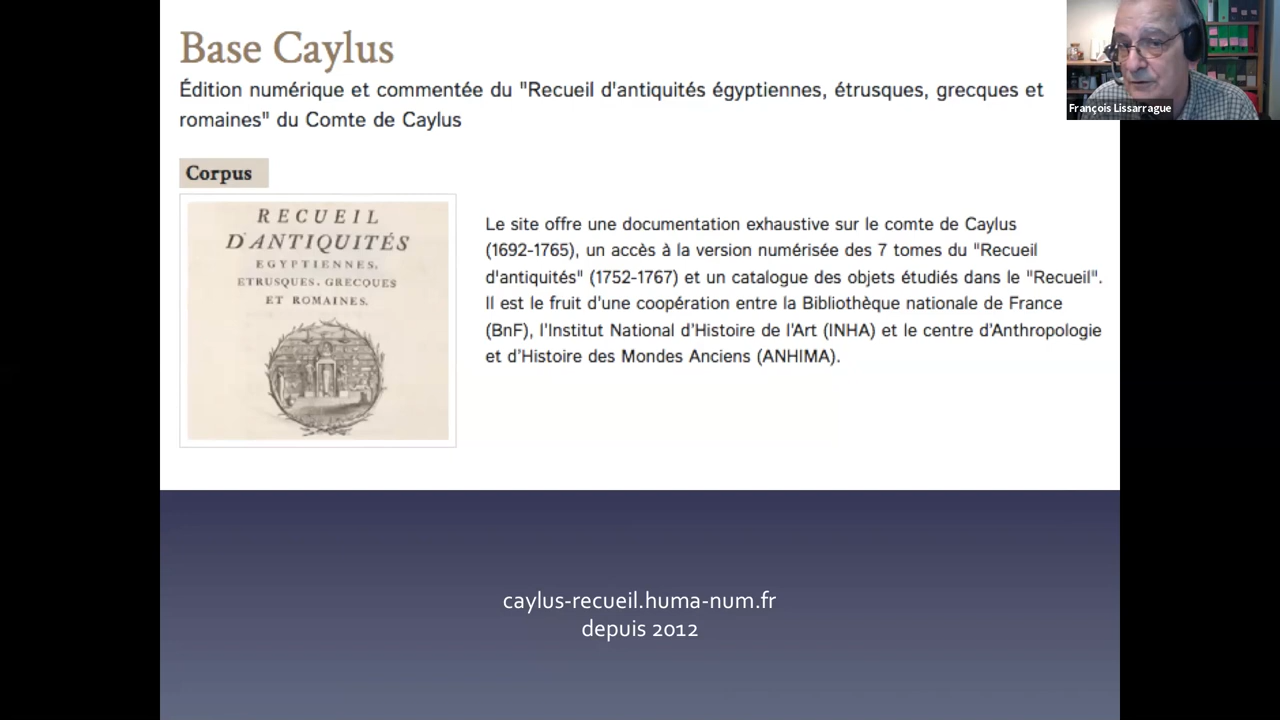 Base Caylus
Édition numérique et commentée du "Recueil d'antiquités égyptiennes, étrusques, grecques et
romaines" du Comte de Caylus
Corpus
RECUEIL
D'ANTIQUITÉS
EGYPTIENNES,
ETRUSQUES, GRECQUES
ET ROMAINES.
Le site offre une documentation exhaustive sur le comte de Caylus
(1692-1765), un accès à la version numérisée des 7 tomes du "Recueil
d'antiquités" (1752-1767) et un catalogue des objets étudiés dans le "Recueil".
Il est le fruit d'une coopération entre la Bibliothèque nationale de France
(BnF), l'Institut National d'Histoire de l'Art (INHA) et le centre d'Anthropologie
et d'Histoire des Mondes Anciens (ANHIMA).
caylus-recueil.huma-num.fr
depuis 2012
François Lissarrague